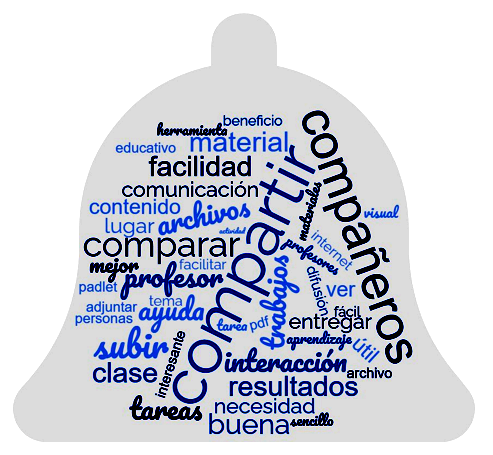 beneficio
herramienta
material
educativo
facilidad
comunicación
contenido
lugar
archivos
actividad
comparar
compartir
compañeros
materiales
visual
profesores
internet
mejor
facilitar
profesor
padlet
difusión
ver
trabajos
adjuntar
tema
personas
ayuda
tarea
pdf
fácil
entregar
subir
aprendizaje
útil
interesante
interacción
archivo
clase
resultados
tareas
necesidad
buena
sencillo